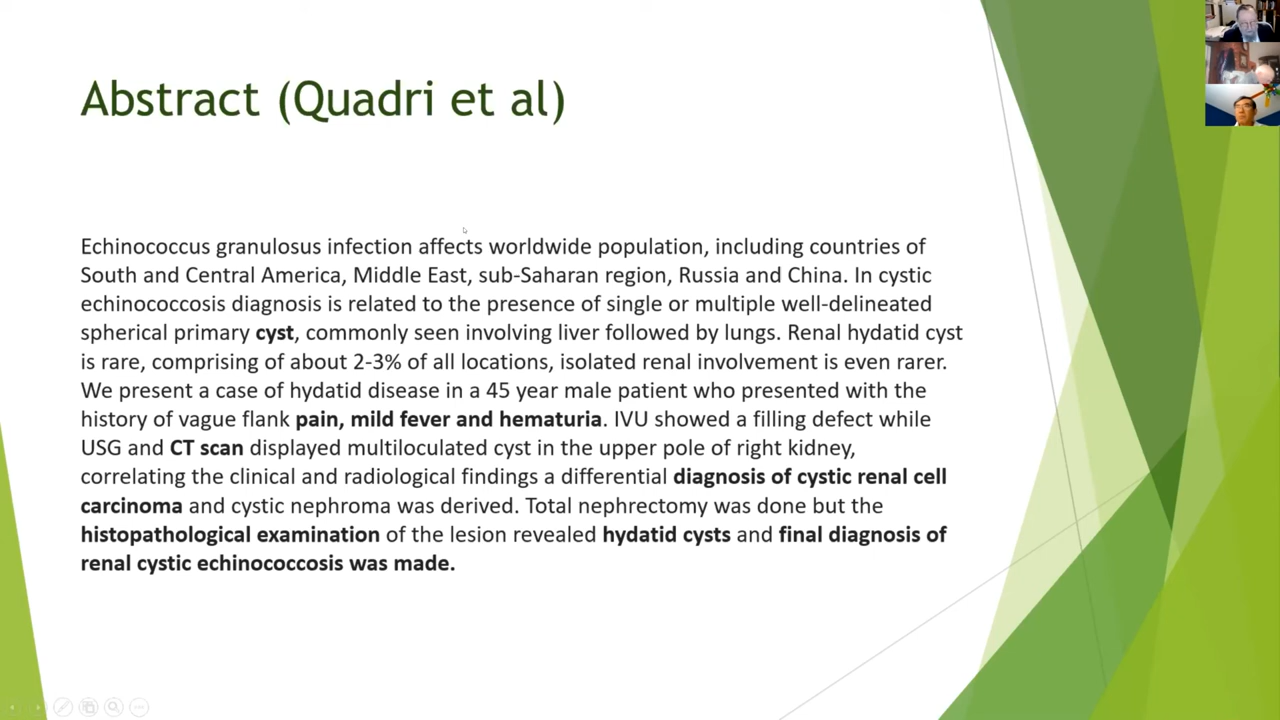 Abstract (Quadri et al)
Echinococcus granulosus infection affects worldwide population, including countries of
South and Central America, Middle East, sub-Saharan region, Russia and China. In cystic
echinococcosis diagnosis is related to the presence of single or multiple well-delineated
spherical primary cyst, commonly seen involving liver followed by lungs. Renal hydatid cyst
is rare, comprising of about 2-3% of all locations, isolated renal involvement is even rarer.
We present a case of hydatid disease in a 45 year male patient who presented with the
history of vague flank pain, mild fever and hematuria. IVU showed a filling defect while
USG and CT scan displayed multiloculated cyst in the upper pole of right kidney,
correlating the clinical and radiological findings a differential diagnosis of cystic renal cell
carcinoma and cystic nephroma was derived. Total nephrectomy was done but the
histopathological examination of the lesion revealed hydatid cysts and final diagnosis of
renal cystic echinococcosis was made.